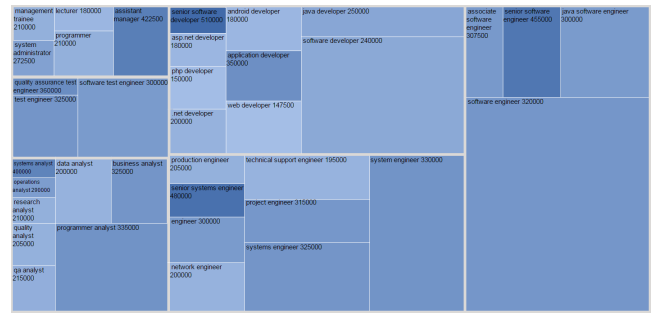 management
trainee
210000
lecturer 180000
assistant
manager 422500
system
administrator
272500
programmer
210000
quality assurance test
engineer 360000
software test engineer 300000
test engineer 325000
systems analyst
490000
data analyst
200000
business analyst
325000
operations
analyst 290000
research
analyst
210000
quality
analyst
205000
programmer analyst 335000
qa analyst
215000
senior software
developer 510000
android developer
180000
java developer 250000
asp.net developer
180000
application developer
350000
software developer 240000
php developer
150000
.net developer
200000
web developer 147500
production engineer
205000
technical support engineer 195000
system engineer 330000
senior systems engineer
480000
project engineer 315000
engineer 300000
systems engineer 325000
network engineer
200000
associate
software
engineer
307500
senior software
engineer 455000
java software engineer
300000
software engineer 320000